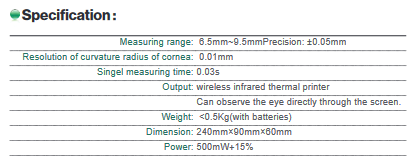 Specification:
Measuring range: 6.5mm~9.5mmPrecision: ±0.05mm
Resolution of curvature radius of cornea: 0.01mm
Singel measuring time: 0.03s
Output: wireless infrared thermal printer
Can observe the eye directly through the screen.
Weight: <0.5Kg(with batteries)
Dimension: 240mm×90mm×60mm
Power: 500mW+15%